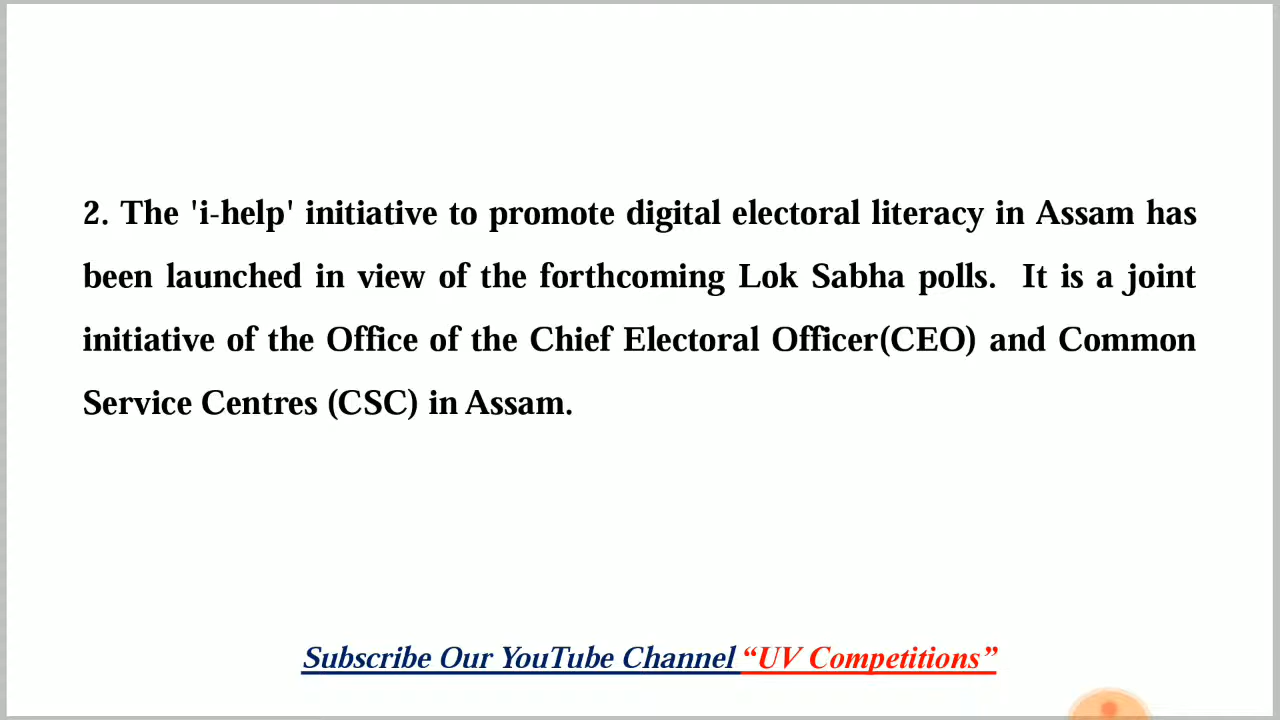 2. The 'i-help' initiative to promote digital electoral literacy in Assam has
been launched in view of the forthcoming Lok Sabha polls. It is a joint
initiative of the Office of the Chief Electoral Officer(CEO) and Common
Service Centres (CSC) in Assam.
Subscribe Our YouTube Channel “UV Competitions”